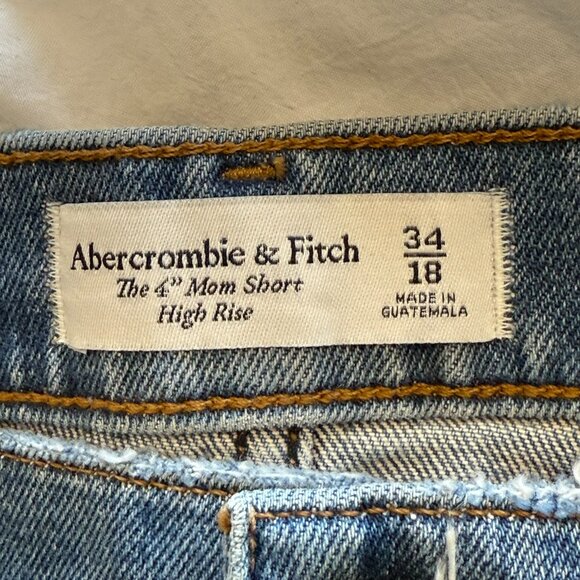 Abercrombie & Fitch
The 4" Mom Short
High Rise
34
18
MADE IN
GUATEMALA